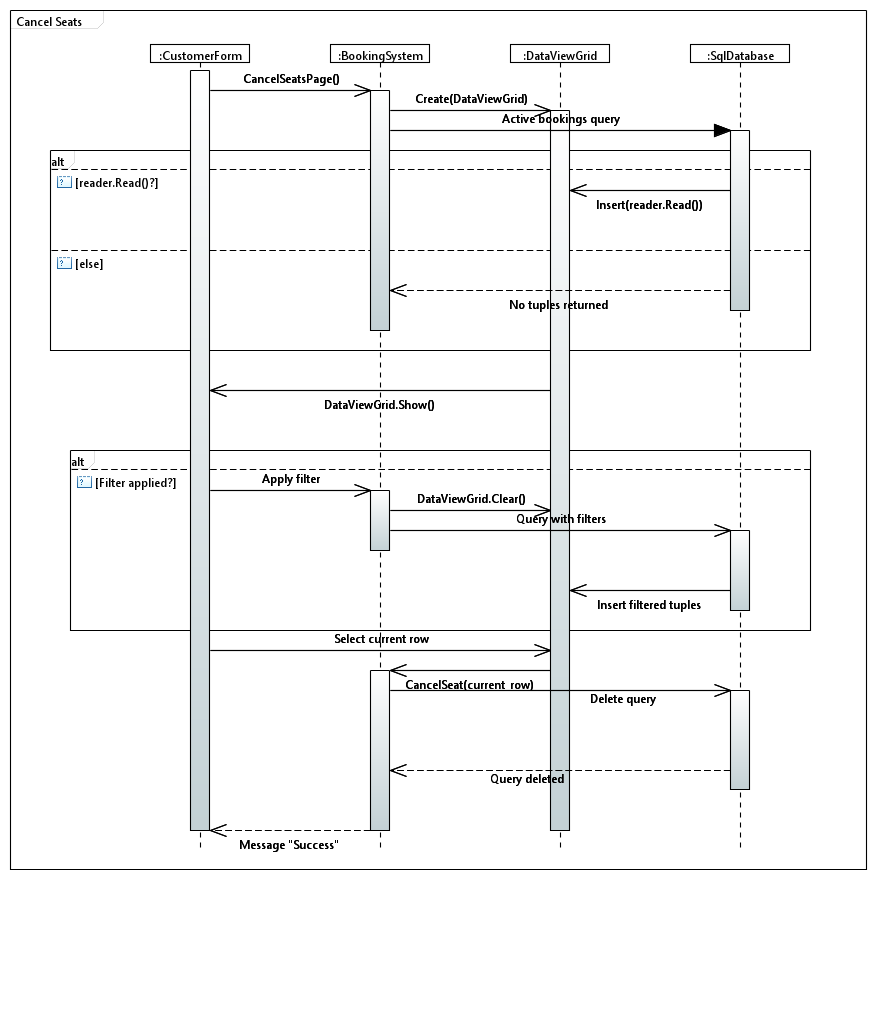 Cancel Seats
:CustomerForm
:BookingSystem
:DataViewGrid
:SqlDatabase
CancelSeatsPage()
Create(DataViewGrid)
Active bookings query
alt
? [reader.Read()?]
Insert(reader.Read())
? [else]
No tuples returned
DataViewGrid.Show()
alt
? [Filter applied?]
Apply filter
DataViewGrid.Clear()
Query with filters
Insert filtered tuples
Select current row
CancelSeat(current_row)
Delete query
Query deleted
Message "Success"